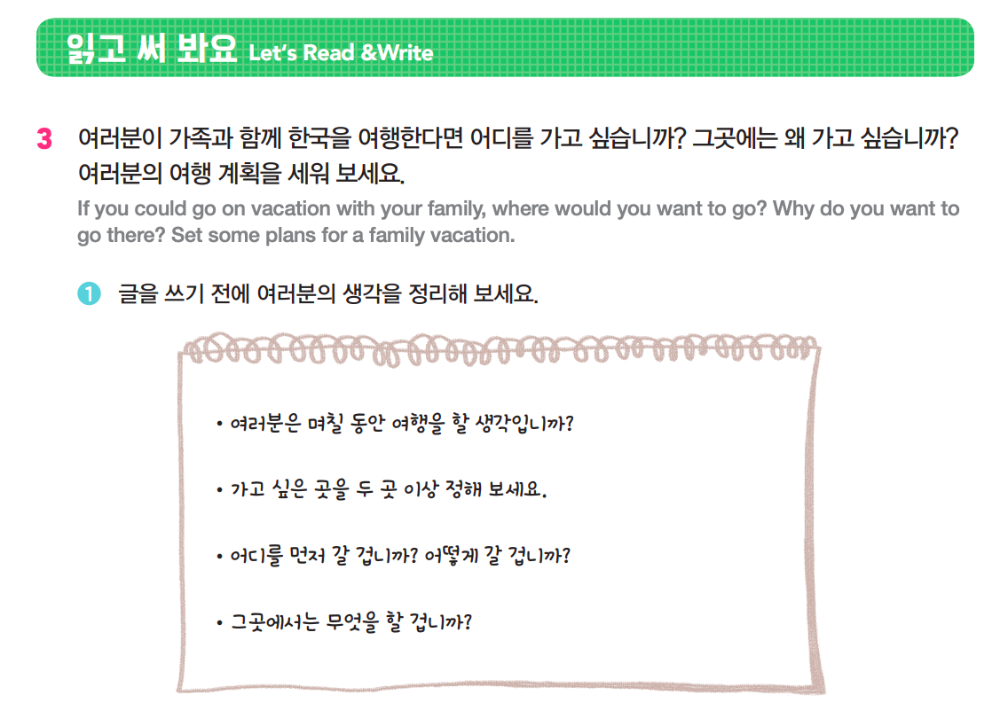 읽고 써 봐요 Let's Read &Write
3 여러분이 가족과 함께 한국을 여행한다면 어디를 가고 싶습니까? 그곳에는 왜 가고 싶습니까?
여러분의 여행 계획을 세워 보세요.
If you could go on vacation with your family, where would you want to go? Why do you want to
go there? Set some plans for a family vacation.
1 글을 쓰기 전에 여러분의 생각을 정리해 보세요.
• 여러분은 며칠 동안 여행을 할 생각입니까?
• 가고 싶은 곳을 두 곳 이상 정해 보세요.
• 어디를 먼저 갈 겁니까? 어떻게 갈 겁니까?
• 그곳에서는 무엇을 할 겁니까?